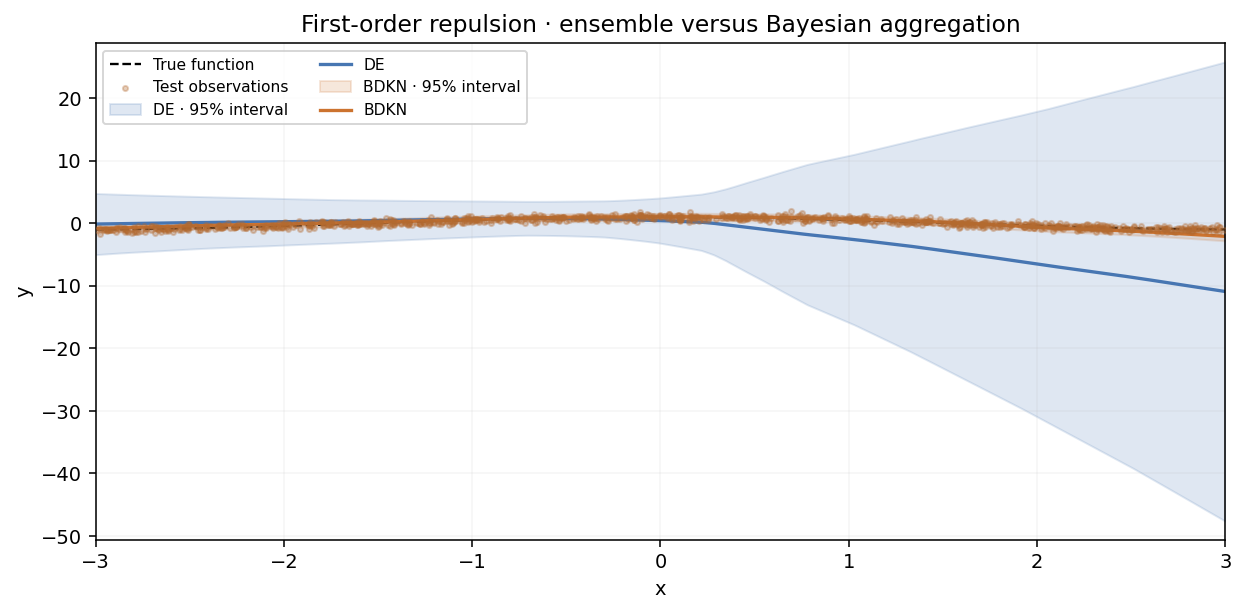 First-order repulsion · ensemble versus Bayesian aggregation
True function
Test observations
DE · 95% interval
DE
BDKN · 95% interval
BDKN
y
20
10
0
−10
−20
−30
−40
−50
−3
−2
−1
0
1
2
3
x